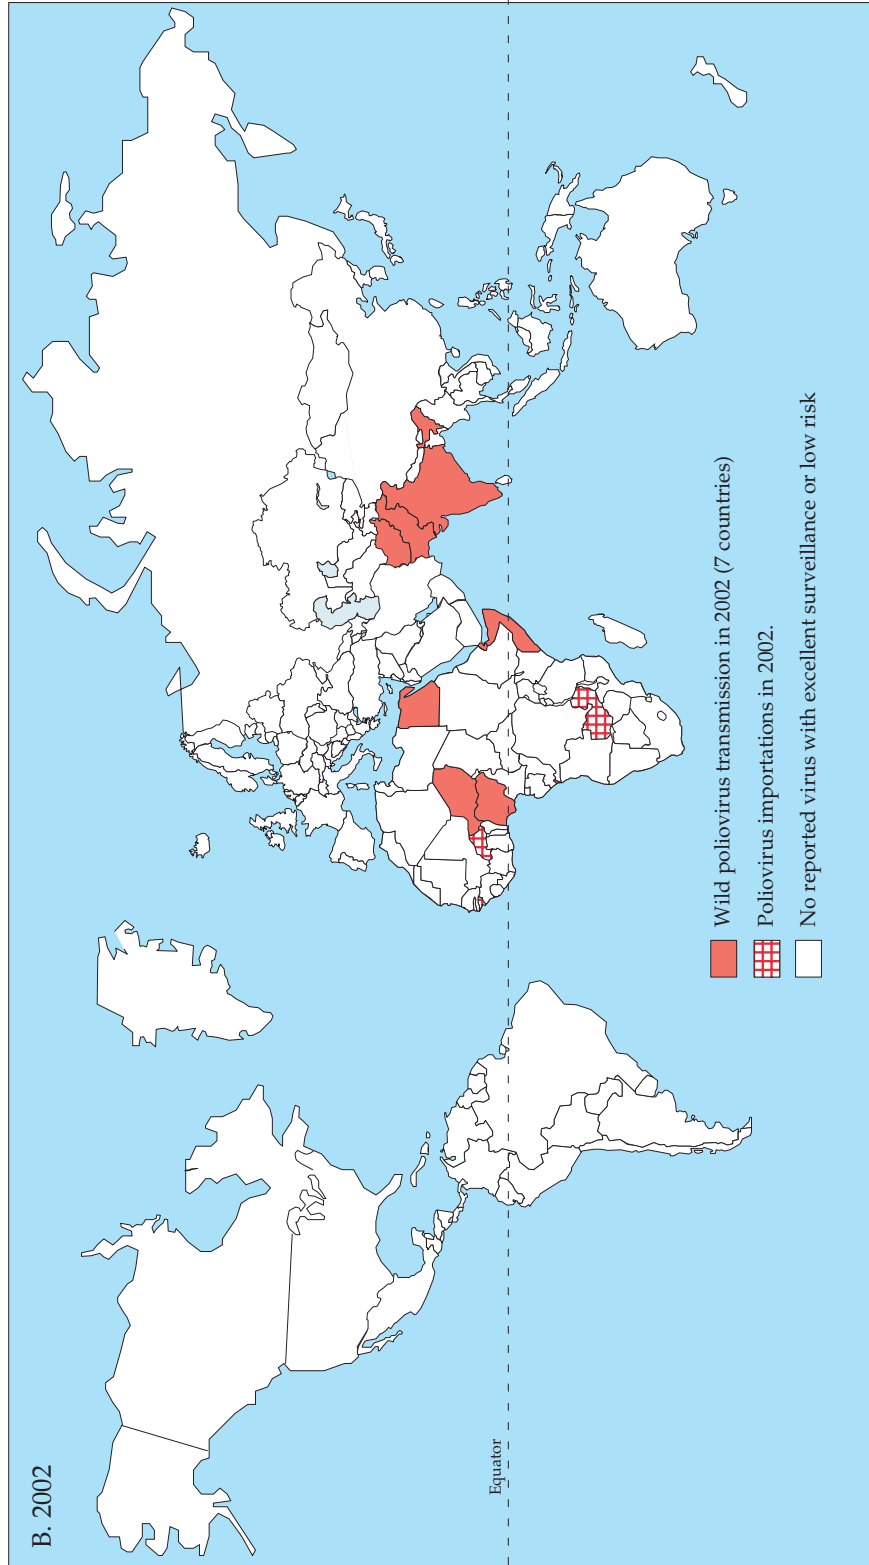 B. 2002
Equator
Wild poliovirus transmission in 2002 (7 countries)
Poliovirus importations in 2002.
No reported virus with excellent surveillance or low risk